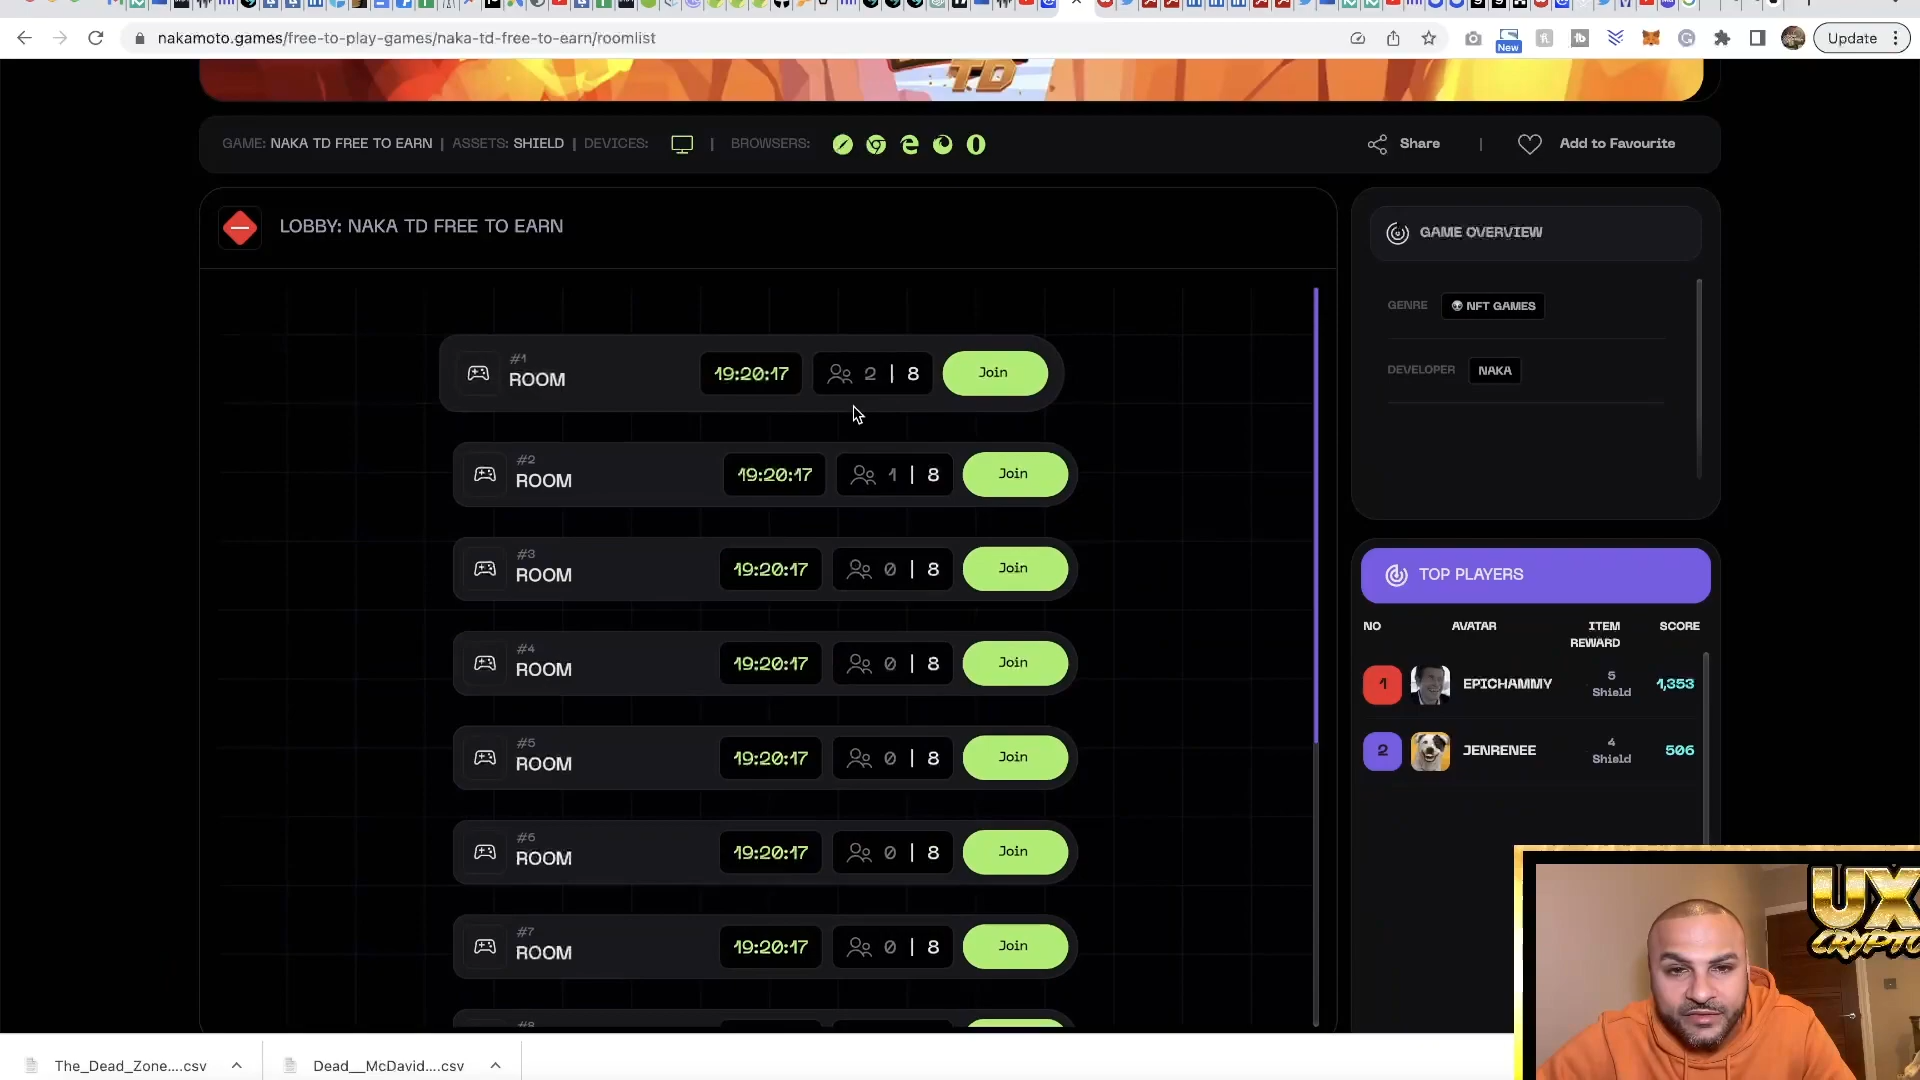 nakamoto.games/free-to-play-games/naka-td-free-to-earn/roomlist
New
Update
TD
GAME: NAKA TD FREE TO EARN | ASSETS: SHIELD | DEVICES: | BROWSERS:
Share | Add to Favourite
LOBBY: NAKA TD FREE TO EARN
#1
ROOM 19:20:17 2 | 8 Join
#2
ROOM 19:20:17 1 | 8 Join
#3
ROOM 19:20:17 0 | 8 Join
#4
ROOM 19:20:17 0 | 8 Join
#5
ROOM 19:20:17 0 | 8 Join
#6
ROOM 19:20:17 0 | 8 Join
#7
ROOM 19:20:17 0 | 8 Join
#8
GAME OVERVIEW
GENRE NFT GAMES
DEVELOPER NAKA
TOP PLAYERS
NO AVATAR ITEM REWARD SCORE
1 EPICHAMMY 5 Shield 1,353
2 JENRENEE 4 Shield 506
UX
CRYPTO
The_Dead_Zone....csv
Dead__McDavid....csv